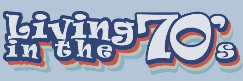 Living
in the 70's